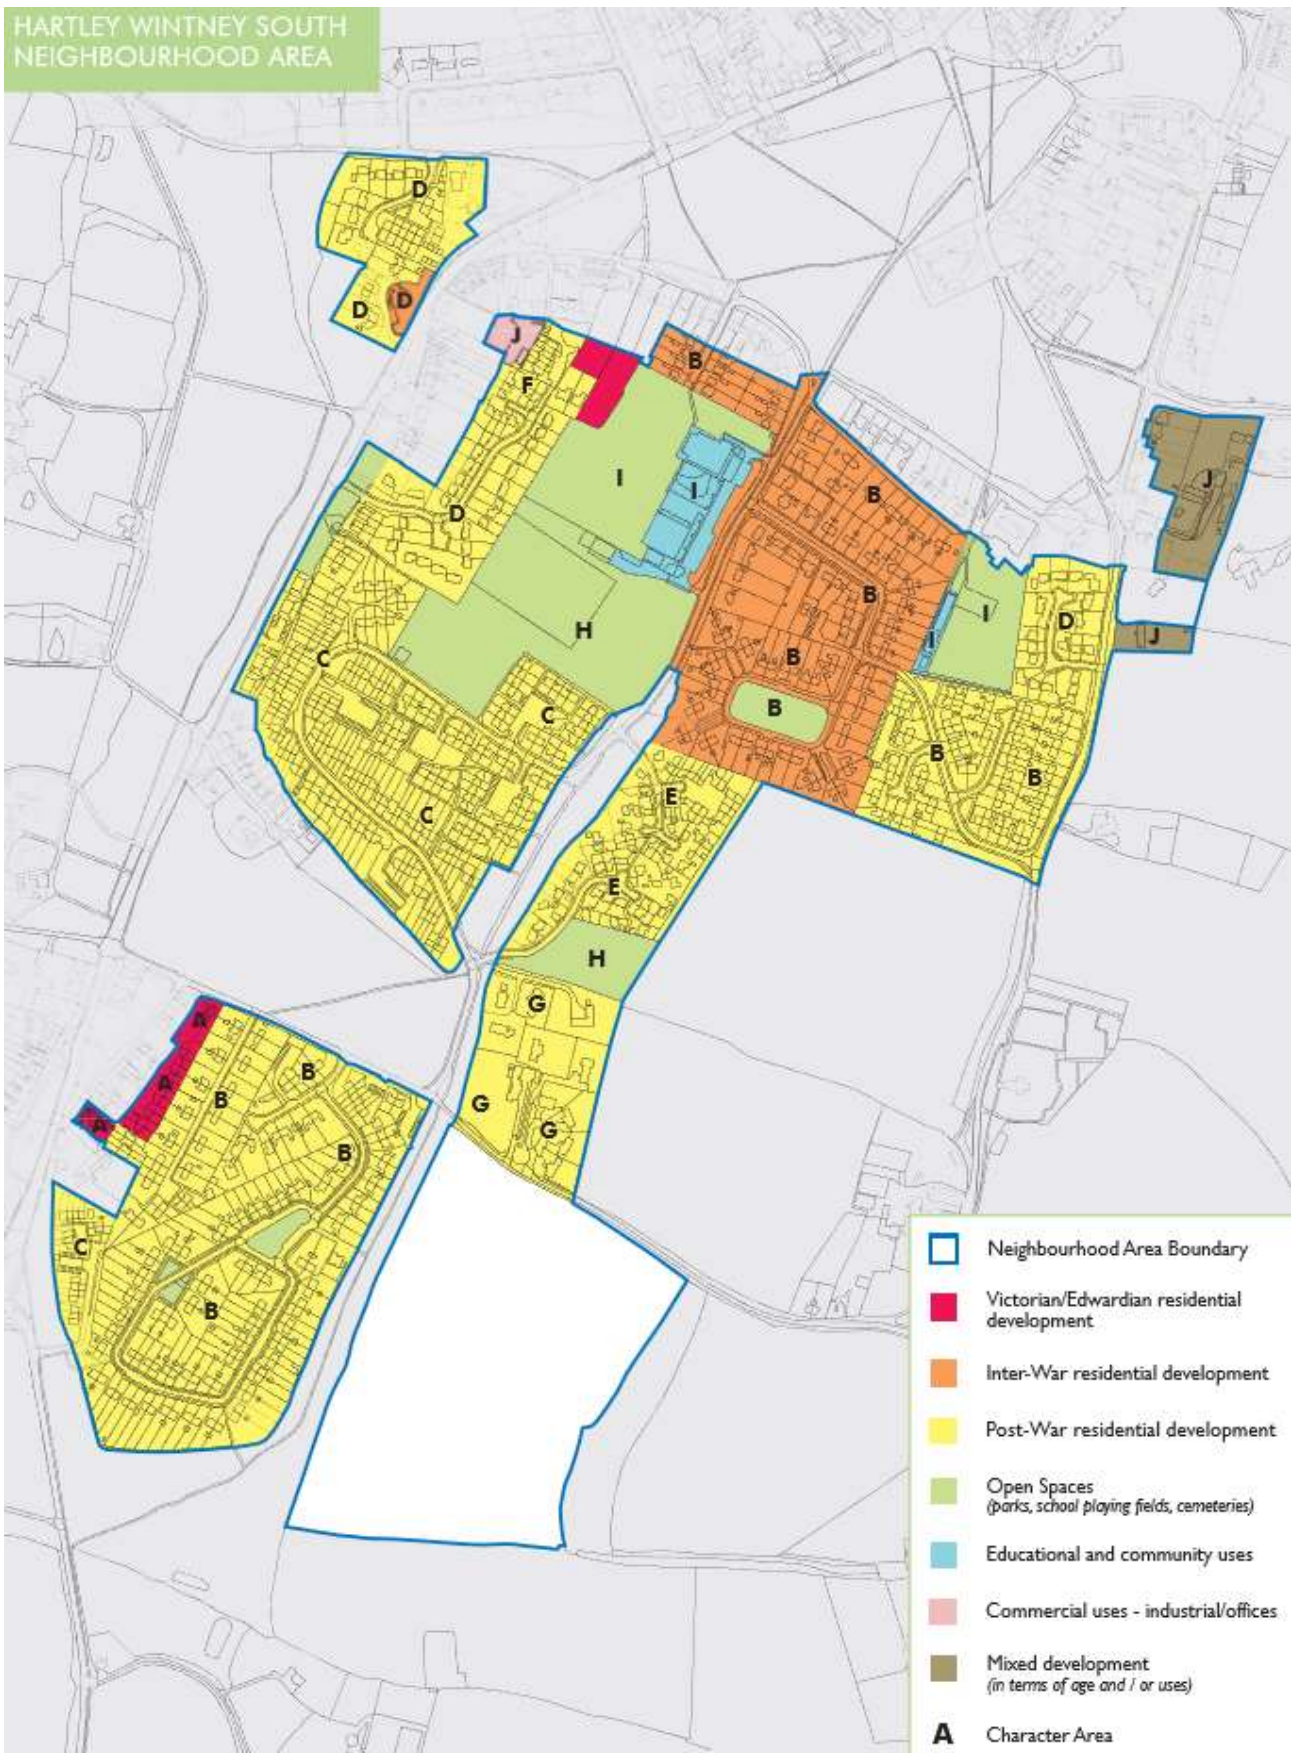 HARTLEY WINTNEY SOUTH
NEIGHBOURHOOD AREA
D
D
D
J
B
F
I
I
B
J
D
B
I
I
D
J
H
C
B
B
C
B
B
E
C
E
H
G
A
B
A
B
G
A
G
B
C
B
Neighbourhood Area Boundary
Victorian/Edwardian residential
development
Inter-War residential development
Post-War residential development
Open Spaces
(parks, school playing fields, cemeteries)
Educational and community uses
Commercial uses - industrial/offices
Mixed development
(in terms of age and / or uses)
A Character Area